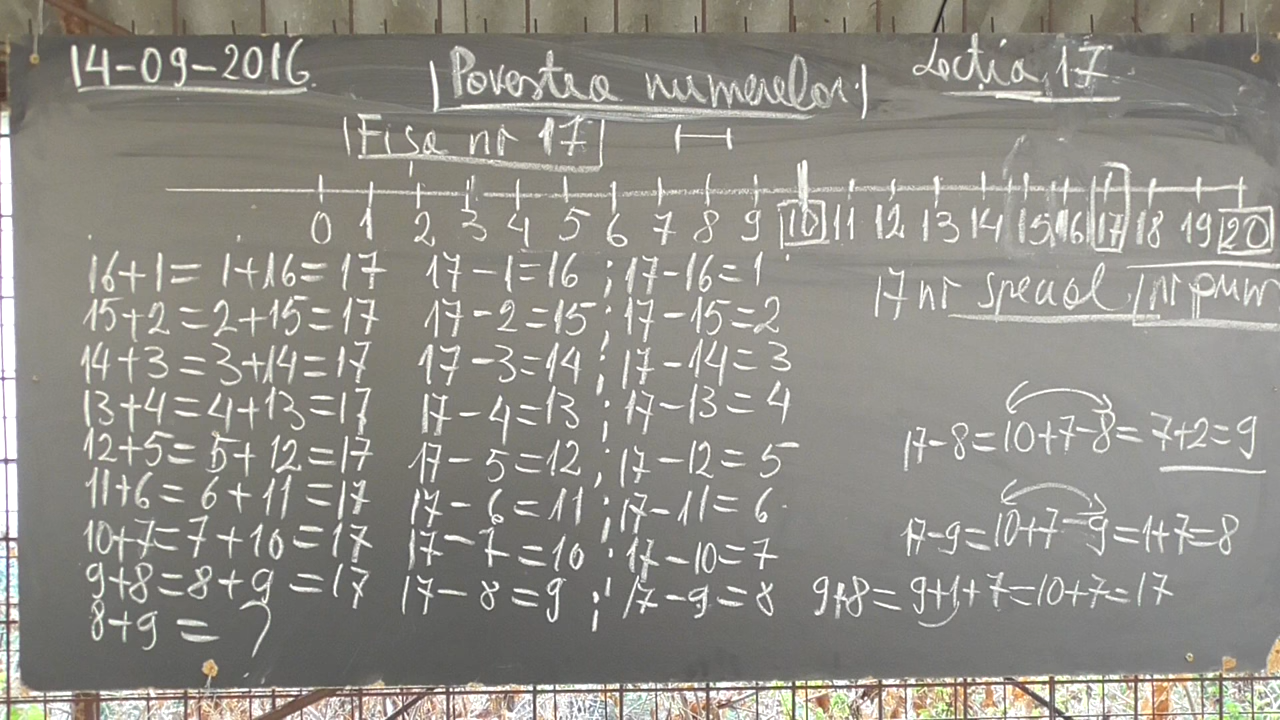 14-09-2016. Povestea numerelor Lectia 17
Fișa nr 17
0 1 2 3 4 5 6 7 8 9 10 11 12 13 14 15 16 17 18 19 20
16+1= 1+16=17 17-1=16 ; 17-16=1
17 nr special, nr prim
15+2=2+15=17 17-2=15 ; 17-15=2
14+3=3+14=17 17-3=14 ; 17-14=3
13+4=4+13=17 17-4=13 ; 17-13=4
17-8=10+7-8=7+2=9
12+5=5+12=17 17-5=12 ; 17-12=5
11+6=6+11=17 17-6=11 ; 17-11=6
10+7=7+10=17 17-7=10 ; 17-10=7
17-9=10+7-9=1+7=8
9+8=8+9=17 17-8=9 ; 17-9=8 9+8=9+1+7=10+7=17
8+9=?